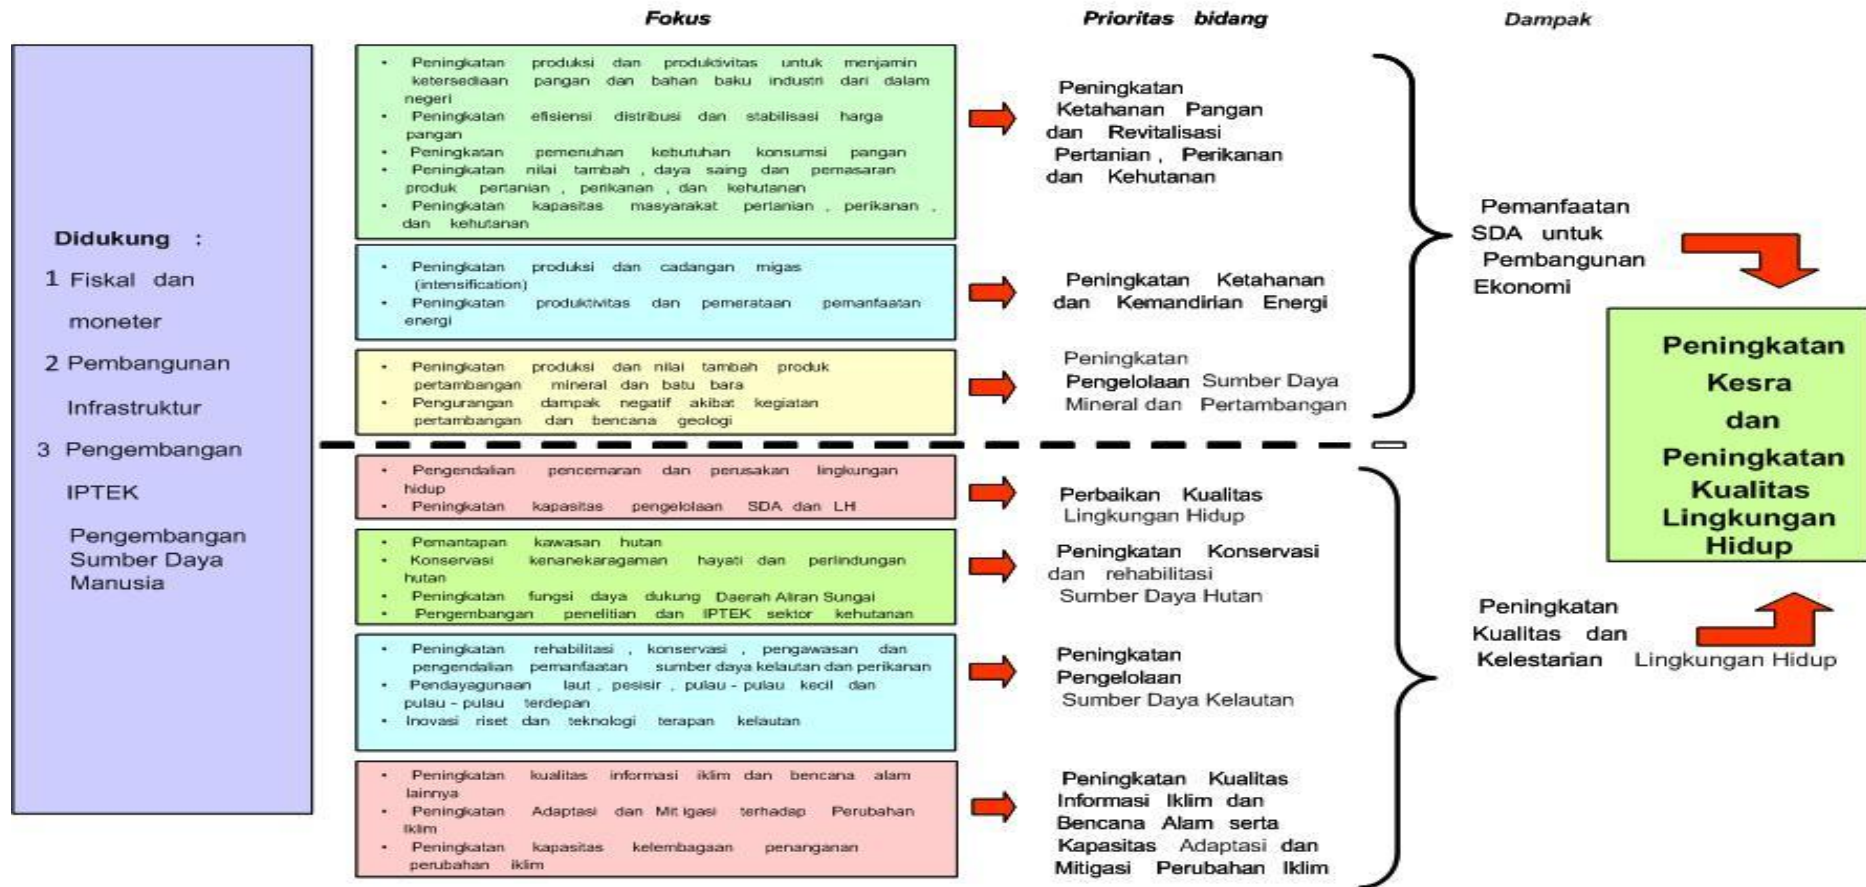 Fokus
Prioritas bidang
Dampak
Didukung :
1 Fiskal dan
moneter
2 Pembangunan
Infrastruktur
3 Pengembangan
IPTEK
Pengembangan
Sumber Daya
Manusia
• Peningkatan produksi dan produktivitas untuk menjamin
ketersediaan pangan dan bahan baku industri dari dalam
negeri
• Peningkatan efisiensi distribusi dan stabilisasi harga
pangan
• Peningkatan pemenuhan kebutuhan konsumsi pangan
• Peningkatan nilai tambah , daya saing dan pemasaran
produk pertanian , perikanan , dan kehutanan
• Peningkatan kapasitas masyarakat pertanian , perikanan ,
dan kehutanan
Peningkatan
Ketahanan Pangan
dan Revitalisasi
Pertanian , Perikanan
dan Kehutanan
• Peningkatan produksi dan cadangan migas
(intensification)
• Peningkatan produktivitas dan pemerataan pemanfaatan
energi
Peningkatan Ketahanan
dan Kemandirian Energi
• Peningkatan produksi dan nilai tambah produk
pertambangan mineral dan batu bara
• Pengurangan dampak negatif akibat kegiatan
pertambangan dan bencana geologi
Peningkatan
Pengelolaan Sumber Daya
Mineral dan Pertambangan
Pemanfaatan
SDA untuk
Pembangunan
Ekonomi
• Pengendalian pencemaran dan perusakan lingkungan
hidup
• Peningkatan kapasitas pengelolaan SDA dan LH
Perbaikan Kualitas
Lingkungan Hidup
• Pemantapan kawasan hutan
• Konservasi kenanekaragaman hayati dan perlindungan
hutan
• Peningkatan fungsi daya dukung Daerah Aliran Sungai
• Pengembangan penelitian dan IPTEK sektor kehutanan
Peningkatan Konservasi
dan rehabilitasi
Sumber Daya Hutan
• Peningkatan rehabilitasi , konservasi , pengawasan dan
pengendalian pemanfaatan sumber daya kelautan dan perikanan
• Pendayagunaan laut , pesisir , pulau - pulau kecil dan
pulau - pulau terdepan
• Inovasi riset dan teknologi terapan kelautan
Peningkatan
Pengelolaan
Sumber Daya Kelautan
• Peningkatan kualitas informasi iklim dan bencana alam
lainnya
• Peningkatan Adaptasi dan Mit igasi terhadap Perubahan
Iklim
• Peningkatan kapasitas kelembagaan penanganan
perubahan iklim
Peningkatan Kualitas
Informasi Iklim dan
Bencana Alam serta
Kapasitas Adaptasi dan
Mitigasi Perubahan Iklim
Peningkatan
Kualitas dan
Kelestarian Lingkungan Hidup
Peningkatan
Kesra
dan
Peningkatan
Kualitas
Lingkungan
Hidup